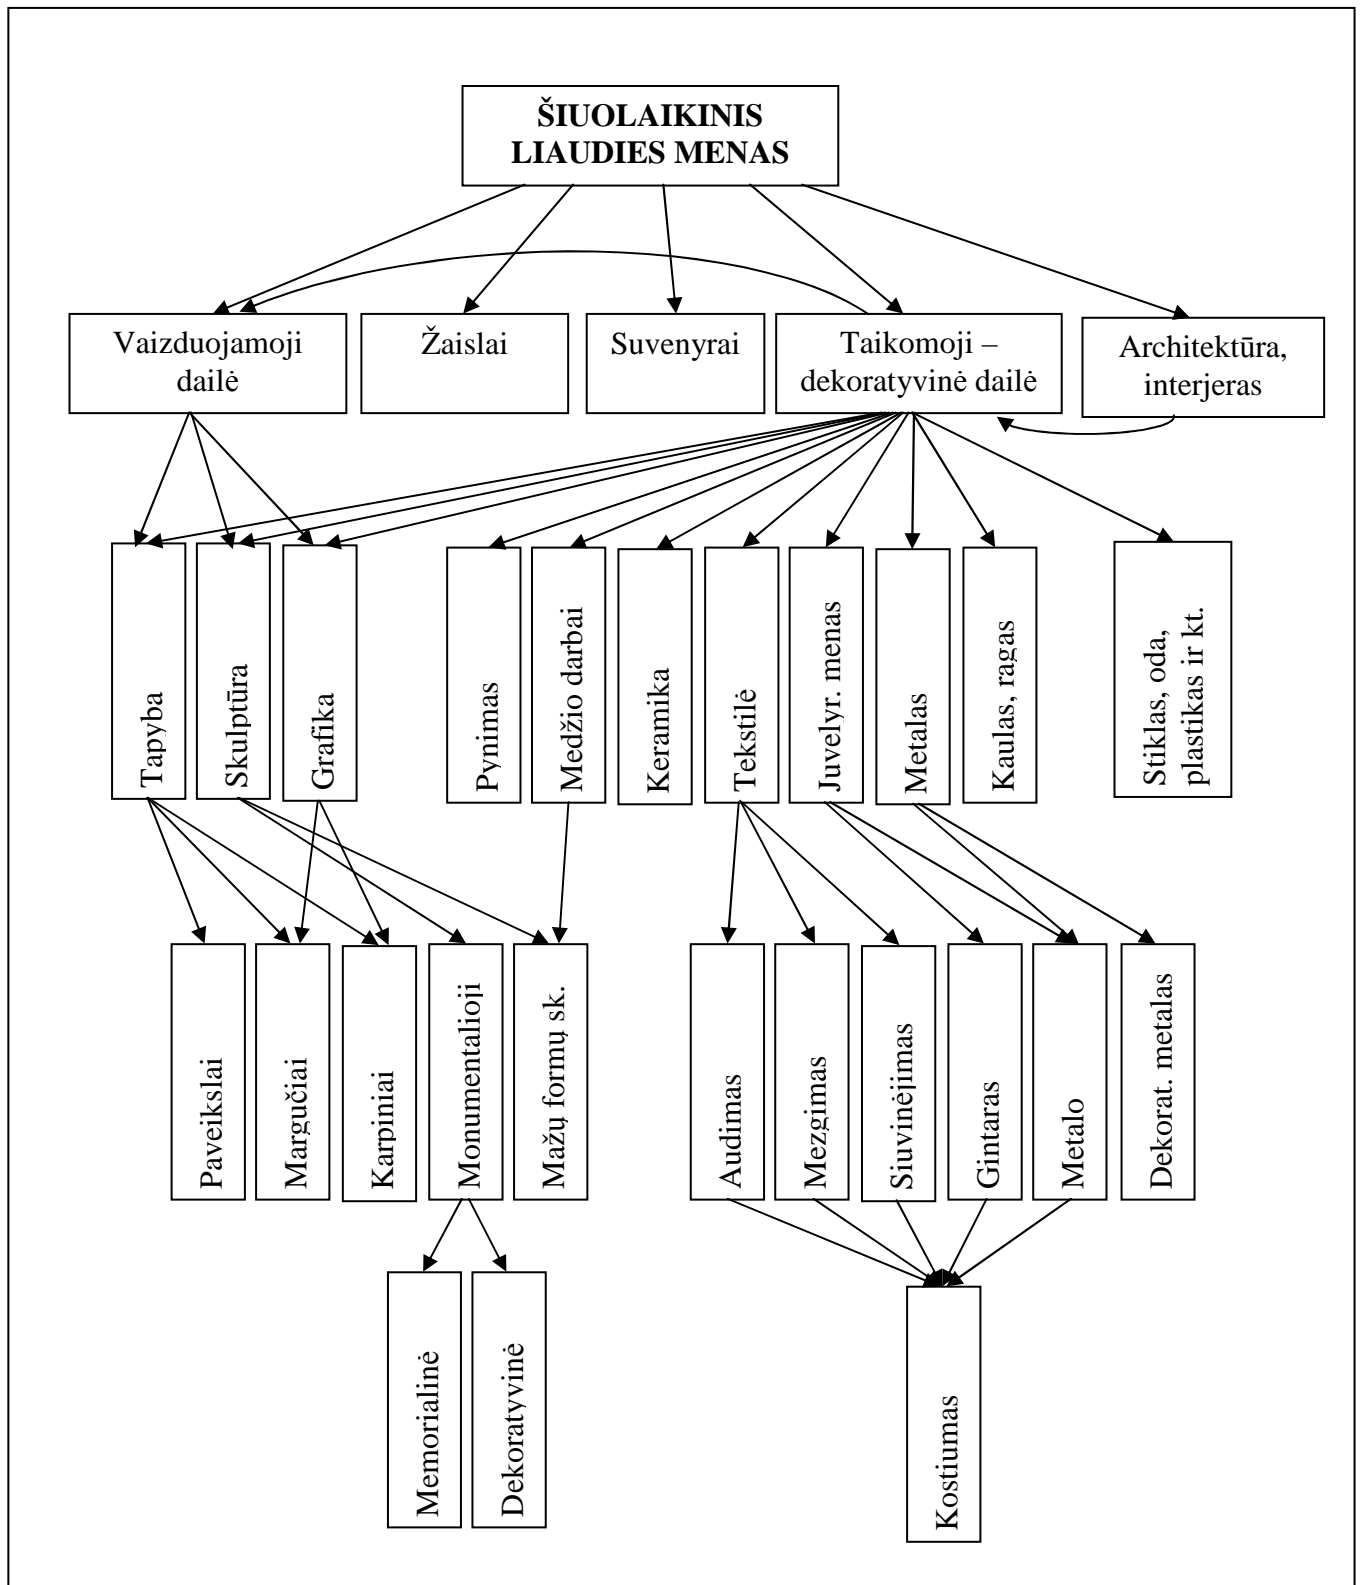 ŠIUOLAIKINIS
LIAUDIES MENAS
Vaizduojamoji
dailė
Žaislai
Suvenyrai
Taikomoji –
dekoratyvinė dailė
Architektūra,
interjeras
Tapyba
Skulptūra
Grafika
Pynimas
Medžio darbai
Keramika
Tekstilė
Juvelyr. menas
Metalas
Kaulas, ragas
Stiklas, oda,
plastikas ir kt.
Paveikslai
Margučiai
Karpiniai
Monumentalioji
Mažų formų sk.
Audimas
Mezgimas
Siuvinėjimas
Gintaras
Metalo
Dekorat. metalas
Memorialinė
Dekoratyvinė
Kostiumas